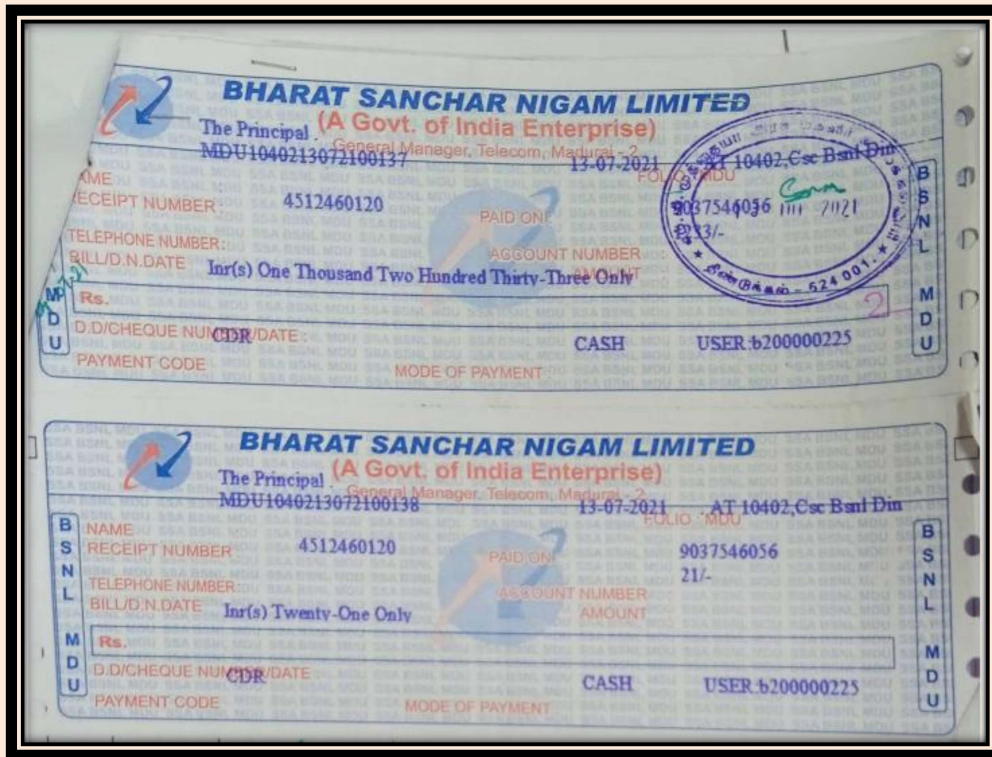 BHARAT SANCHAR NIGAM LIMITED
(A Govt. of India Enterprise)
The Principal .
General Manager, Telecom, Madurai - 2
MDU1040213072100137 13-07-2021 AT 10402,Csc Bsnl Din
FOLIO MDU
AME
RECEIPT NUMBER: 4512460120 PAID ON 9037546056
1233/-
TELEPHONE NUMBER: ACCOUNT NUMBER
BILL/D.N.DATE Inr(s) One Thousand Two Hundred Thirty-Three Only AMOUNT
Rs. 2
D.D/CHEQUE NUMBER/DATE : CDR CASH USER:b200000225
PAYMENT CODE MODE OF PAYMENT
B S N L M D U
M D U
திண்டுக்கல் - 624 001.
BHARAT SANCHAR NIGAM LIMITED
(A Govt. of India Enterprise)
The Principal .
General Manager, Telecom, Madurai - 2
MDU1040213072100138 13-07-2021 AT 10402,Csc Bsnl Din
FOLIO MDU
NAME
RECEIPT NUMBER 4512460120 PAID ON 9037546056
21/-
TELEPHONE NUMBER: ACCOUNT NUMBER
BILL/D.N.DATE Inr(s) Twenty-One Only AMOUNT
Rs.
D.D/CHEQUE NUMBER/DATE CDR CASH USER:b200000225
PAYMENT CODE MODE OF PAYMENT
B S N L M D U
B S N L M D U